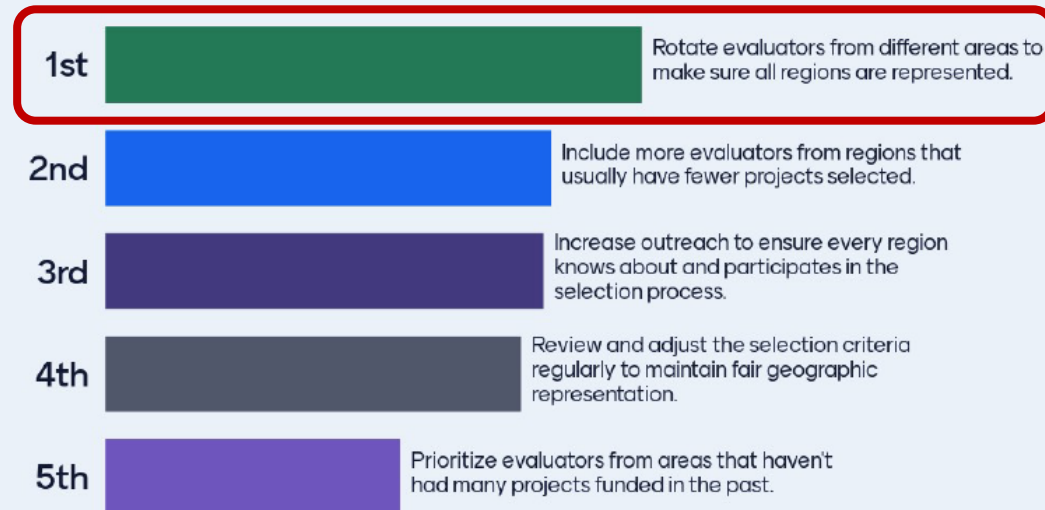 1st
Rotate evaluators from different areas to
make sure all regions are represented.
2nd
Include more evaluators from regions that
usually have fewer projects selected.
3rd
Increase outreach to ensure every region
knows about and participates in the
selection process.
4th
Review and adjust the selection criteria
regularly to maintain fair geographic
representation.
5th
Prioritize evaluators from areas that haven't
had many projects funded in the past.